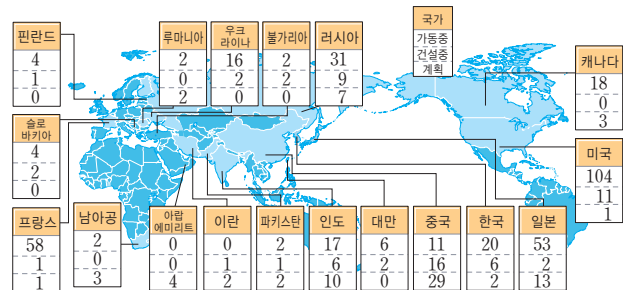 국가
가동중
건설중
계획
핀란드
4
1
0
루마니아
2
0
2
우크
라이나
16
2
0
불가리아
2
2
0
러시아
31
9
7
캐나다
18
0
3
슬로
바키아
4
2
0
미국
104
11
1
프랑스
58
1
1
남아공
2
0
3
아랍
에미리트
0
0
4
이란
0
1
2
파키스탄
2
1
2
인도
17
6
10
대만
6
2
0
중국
11
16
29
한국
20
6
2
일본
53
2
13